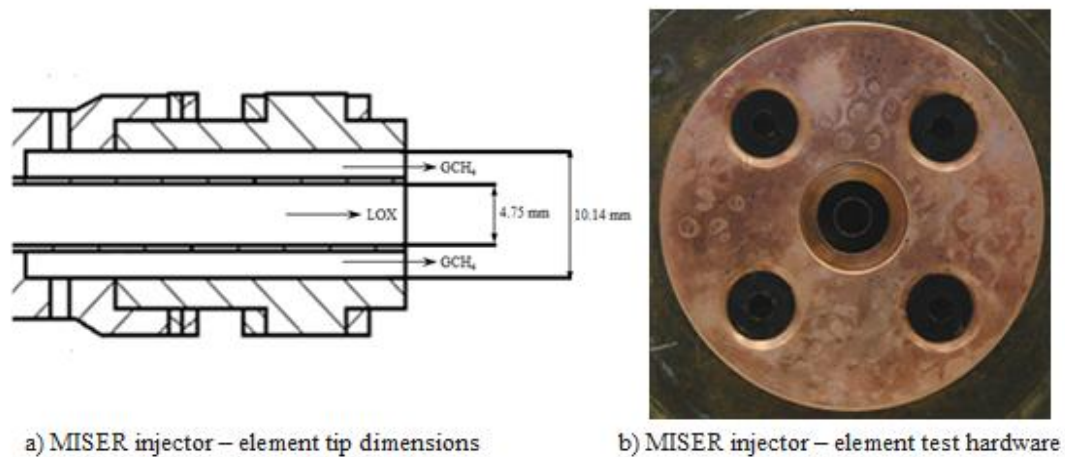 GCH₄
LOX
4.75 mm
10.14 mm
GCH₄
a) MISER injector – element tip dimensions
b) MISER injector – element test hardware